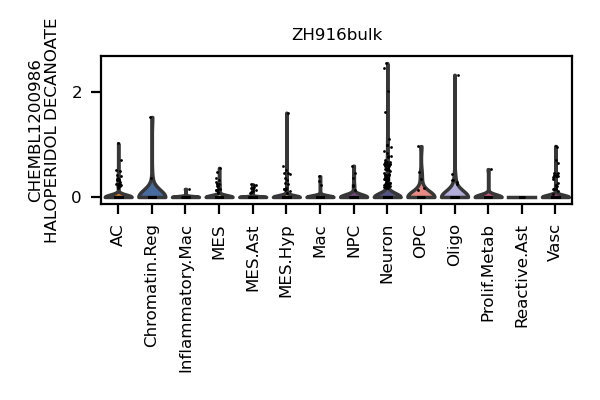 ZH916bulk
CHEMBL1200986
HALOPERIDOL DECANOATE
2
0
AC
Chromatin.Reg
Inflammatory.Mac
MES
MES.Ast
MES.Hyp
Mac
NPC
Neuron
OPC
Oligo
Prolif.Metab
Reactive.Ast
Vasc